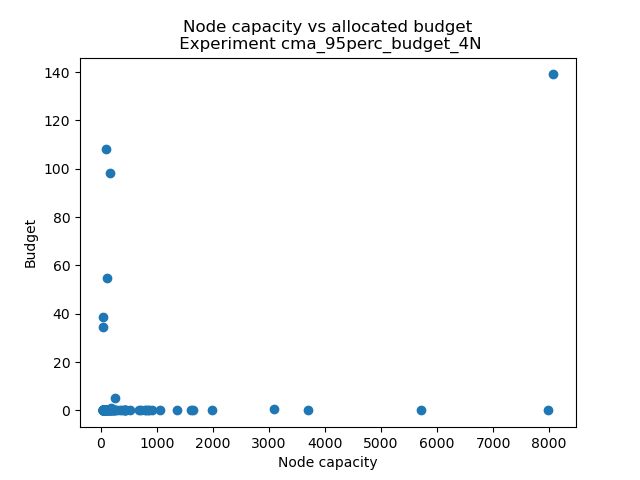 Node capacity vs allocated budget
Experiment cma_95perc_budget_4N
140
120
100
80
60
40
20
0
Budget
0 1000 2000 3000 4000 5000 6000 7000 8000
Node capacity